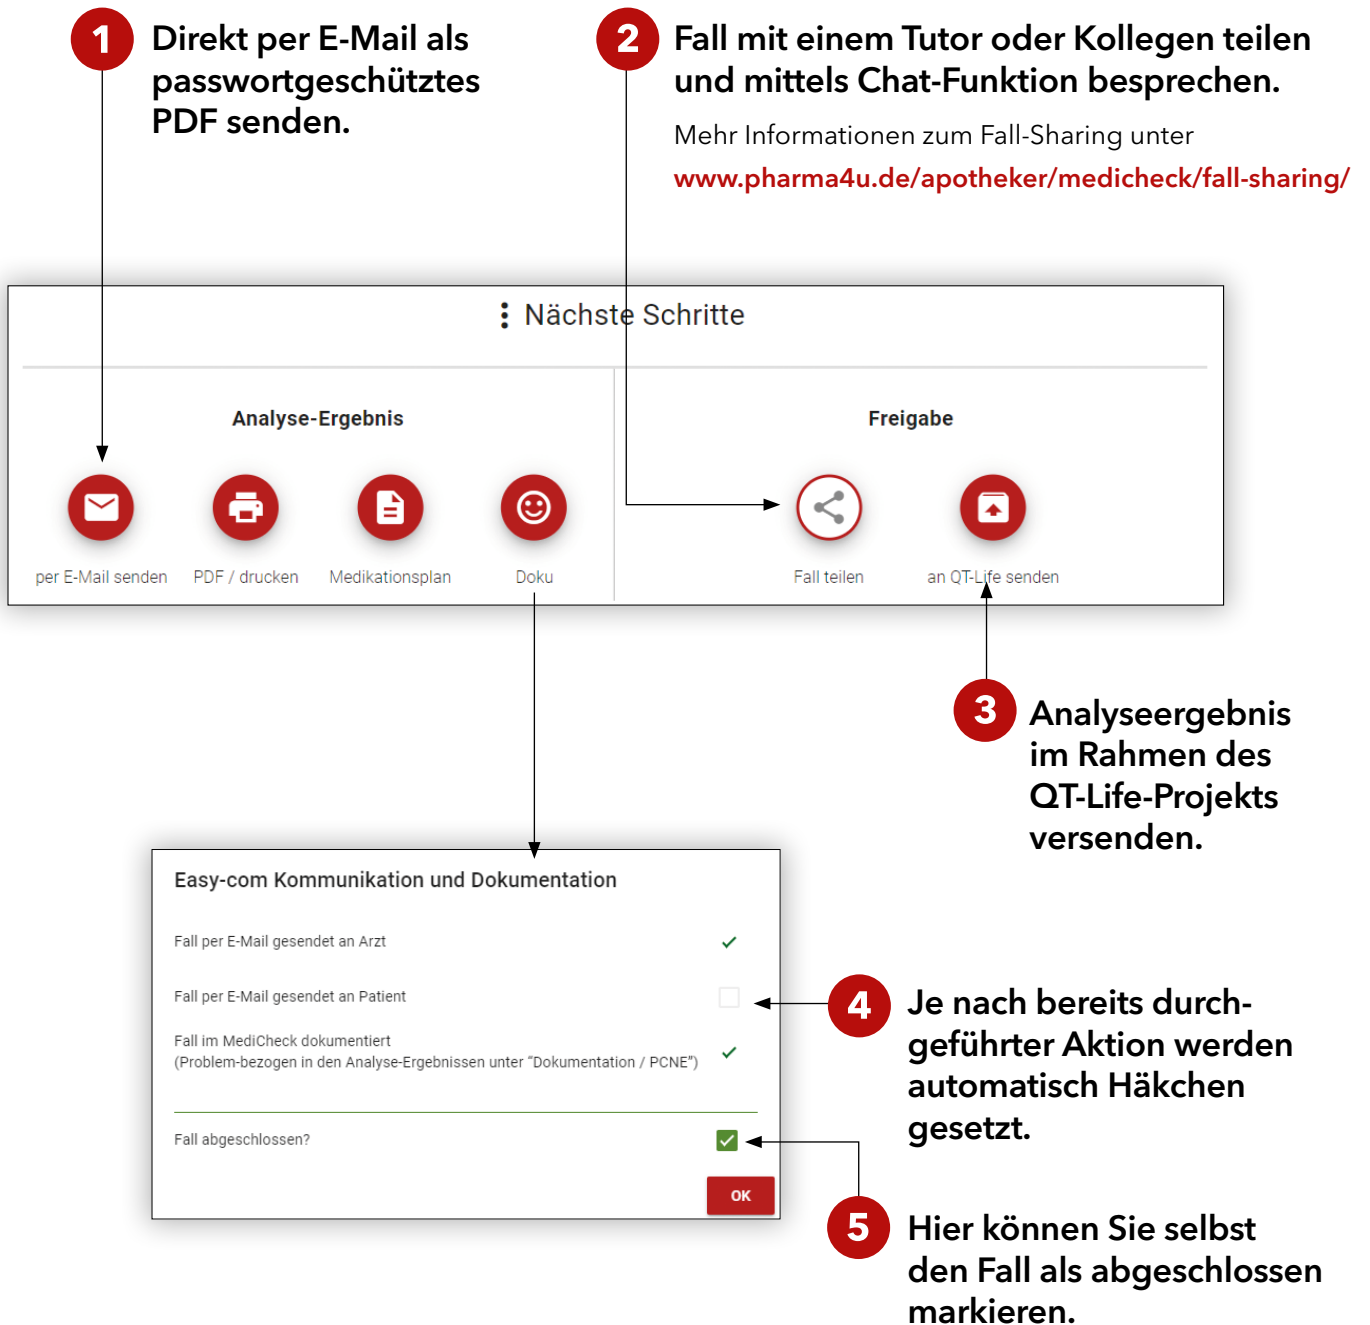 1
Direkt per E-Mail als
passwortgeschütztes
PDF senden.
2
Fall mit einem Tutor oder Kollegen teilen
und mittels Chat-Funktion besprechen.
Mehr Informationen zum Fall-Sharing unter
www.pharma4u.de/apotheker/medicheck/fall-sharing/
Nächste Schritte
Analyse-Ergebnis
per E-Mail senden
PDF / drucken
Medikationsplan
Doku
Freigabe
Fall teilen
an QT-Life senden
3
Analyseergebnis
im Rahmen des
QT-Life-Projekts
versenden.
Easy-com Kommunikation und Dokumentation
Fall per E-Mail gesendet an Arzt
Fall per E-Mail gesendet an Patient
Fall im MediCheck dokumentiert
(Problem-bezogen in den Analyse-Ergebnissen unter “Dokumentation / PCNE”)
Fall abgeschlossen?
OK
4
Je nach bereits durch-
geführter Aktion werden
automatisch Häkchen
gesetzt.
5
Hier können Sie selbst
den Fall als abgeschlossen
markieren.